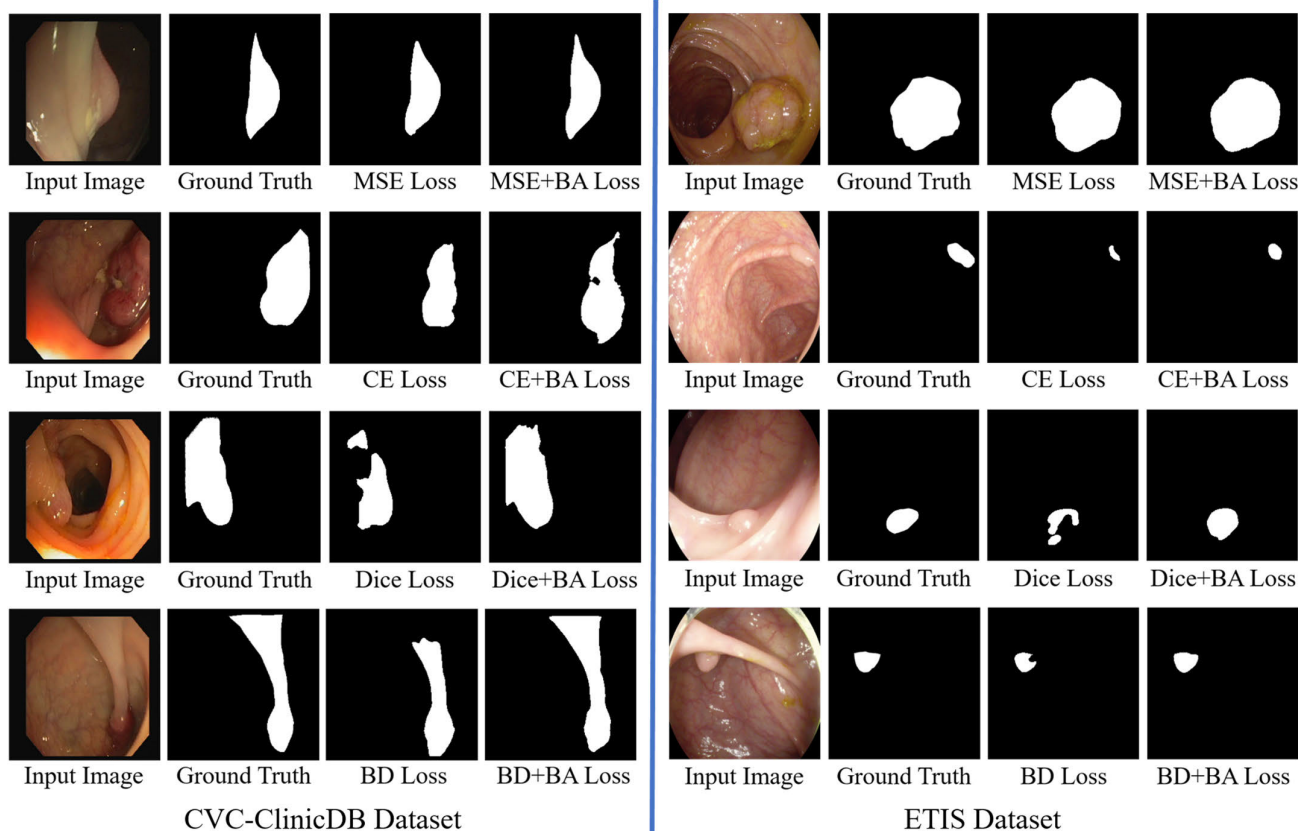 Input Image Ground Truth MSE Loss MSE+BA Loss Input Image Ground Truth MSE Loss MSE+BA Loss
Input Image Ground Truth CE Loss CE+BA Loss Input Image Ground Truth CE Loss CE+BA Loss
Input Image Ground Truth Dice Loss Dice+BA Loss Input Image Ground Truth Dice Loss Dice+BA Loss
Input Image Ground Truth BD Loss BD+BA Loss Input Image Ground Truth BD Loss BD+BA Loss
CVC-ClinicDB Dataset ETIS Dataset